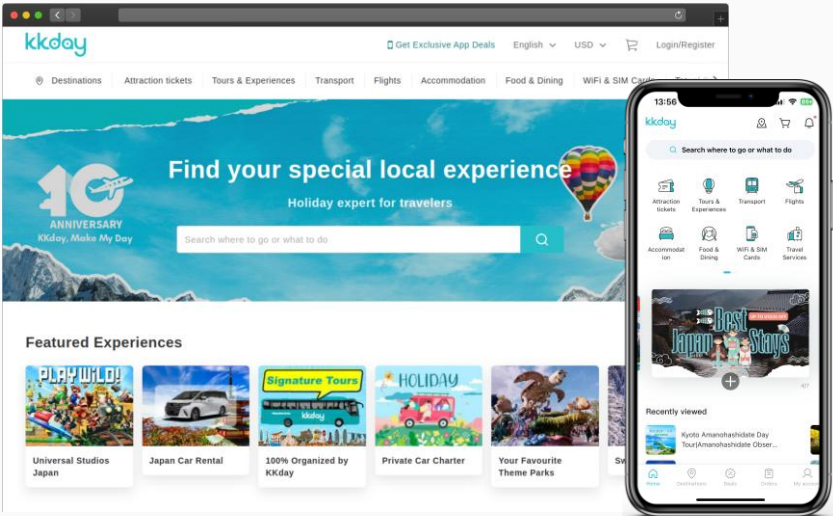 kkday
Get Exclusive App Deals
English
USD
Login/Register
Destinations
Attraction tickets
Tours & Experiences
Transport
Flights
Accommodation
Food & Dining
WiFi & SIM Cards
10
ANNIVERSARY
KKday, Make My Day
Find your special local experience
Holiday expert for travelers
Search where to go or what to do
Featured Experiences
PLAY WILD!
Universal Studios
Japan
Japan Car Rental
Signature Tours
kkday
100% Organized by
KKday
HOLIDAY
Private Car Charter
Your Favourite
Theme Parks
13:56
kkday
Search where to go or what to do
Attraction
tickets
Tours &
Experiences
Transport
Flights
Accommodat
ion
Food &
Dining
WiFi & SIM
Cards
Travel
Services
Best
Japan Stays
Recently viewed
Kyoto Amanohashidate Day
Tour|Amanohashidate Obser...
Home
Destinations
Deals
Orders